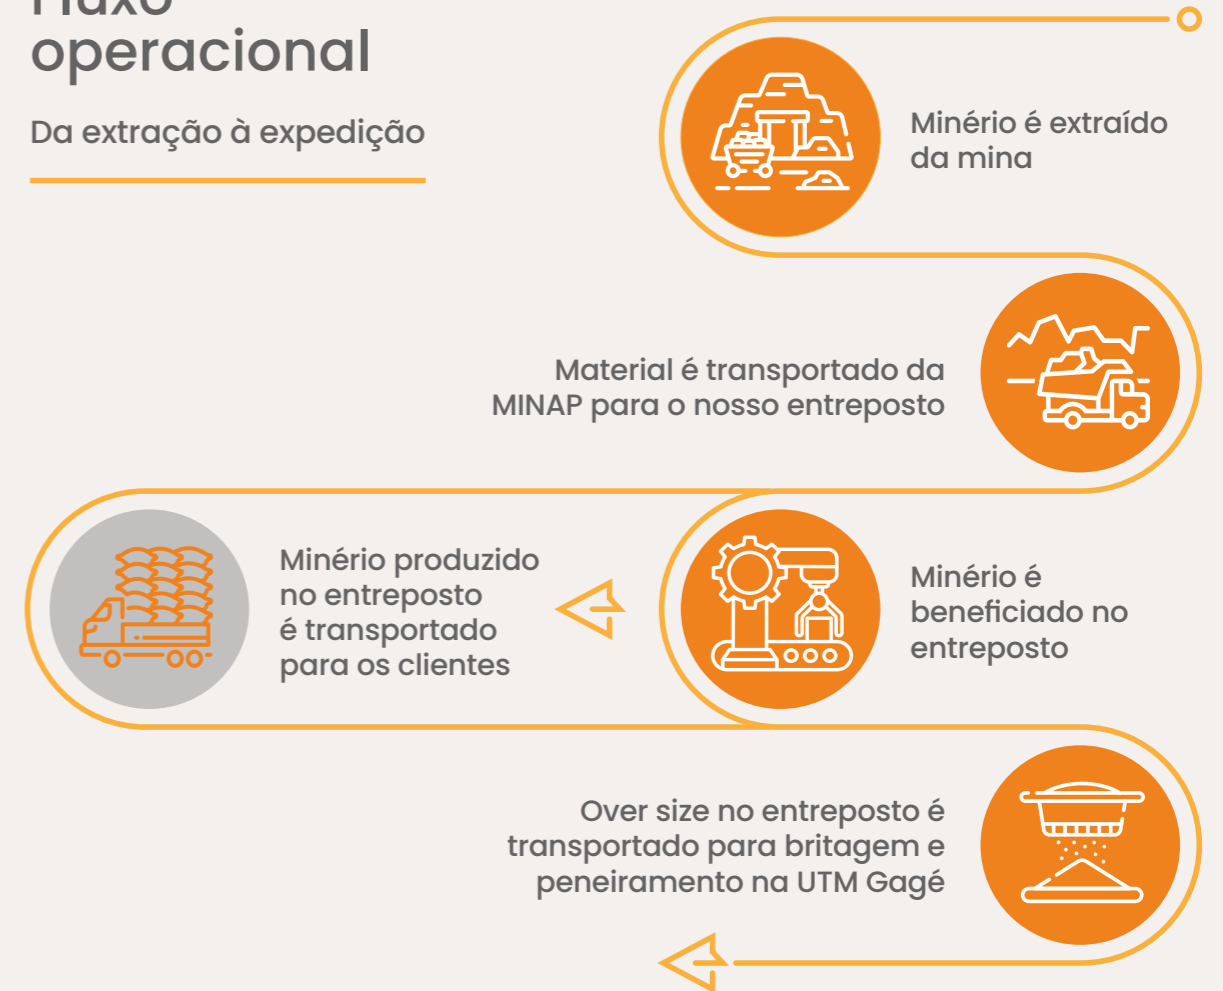 Fluxo
operacional
Da extração à expedição
Minério é extraído
da mina
Material é transportado da
MINAP para o nosso entreposto
Minério é
beneficiado no
entreposto
Minério produzido
no entreposto
é transportado
para os clientes
Over size no entreposto é
transportado para britagem e
peneiramento na UTM Gagé